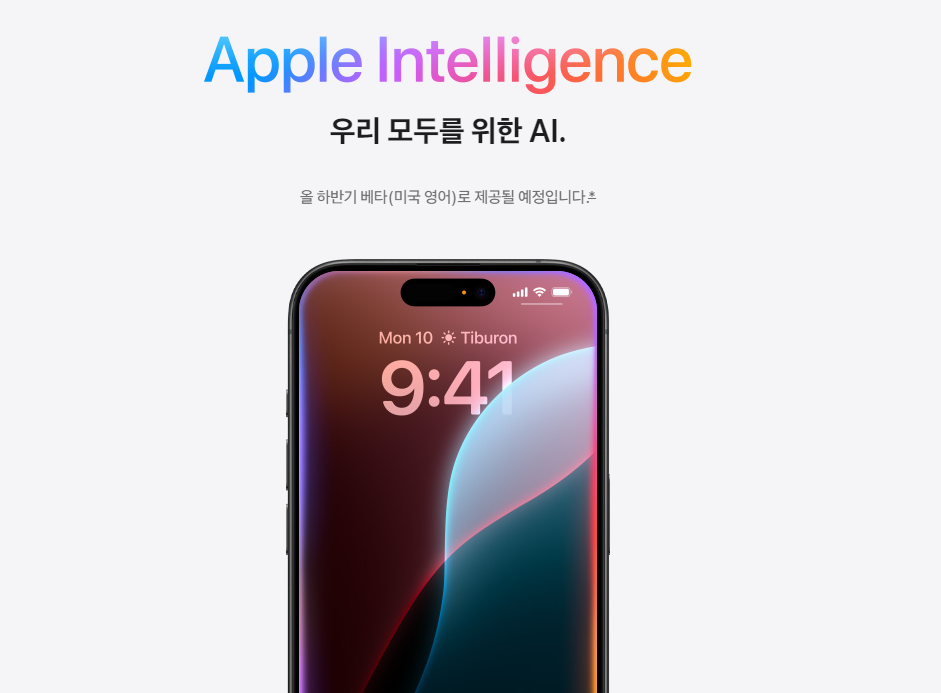 Apple Intelligence
우리 모두를 위한 AI.
올 하반기 베타(미국 영어)로 제공될 예정입니다.*
Mon 10 Tiburon
9:41